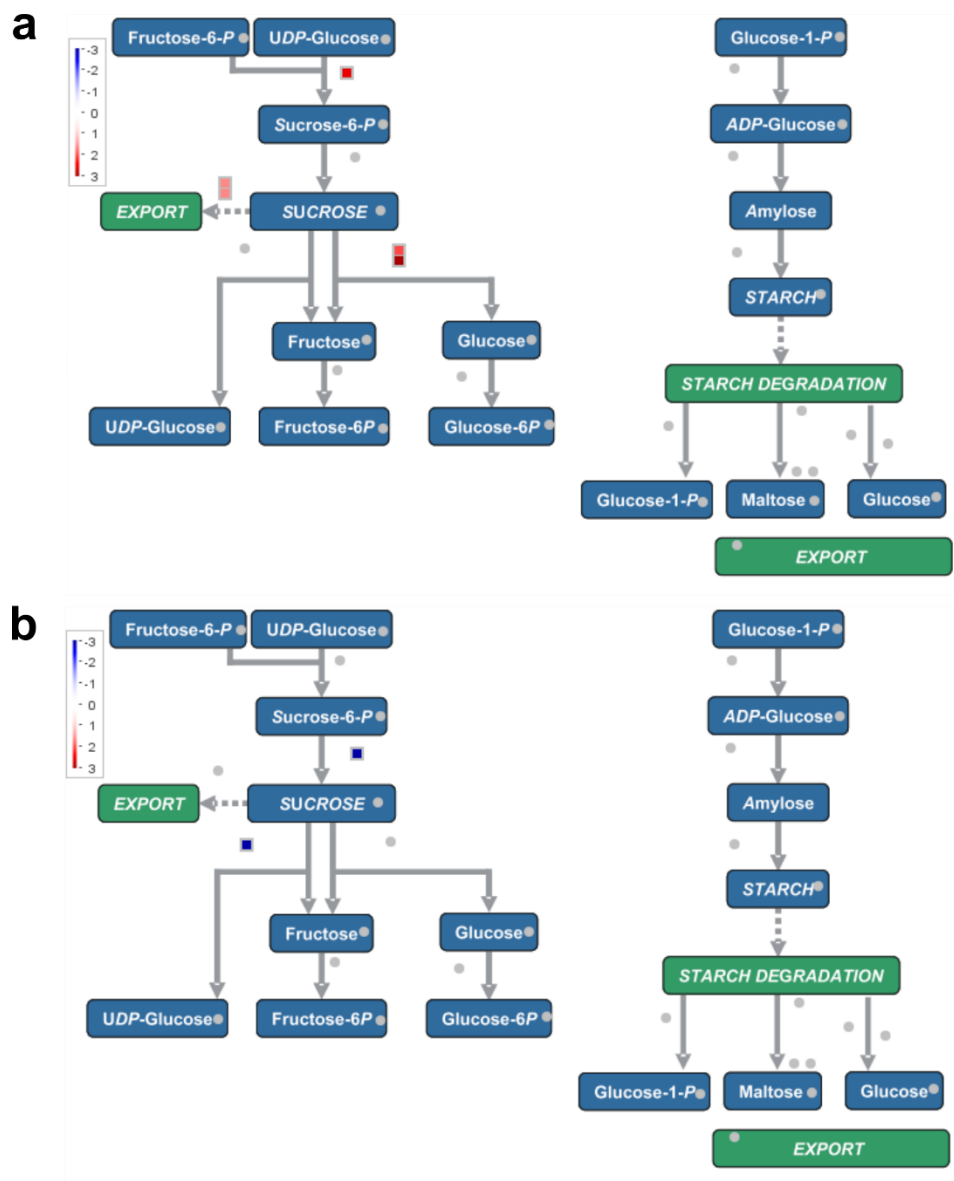 a
Fructose-6-P UDP-Glucose Glucose-1-P
-3
-2
-1
0
1
2
3
Sucrose-6-P ADP-Glucose
EXPORT SUCROSE Amylose
STARCH
Fructose Glucose
STARCH DEGRADATION
UDP-Glucose Fructose-6P Glucose-6P
Glucose-1-P Maltose Glucose
EXPORT
b
Fructose-6-P UDP-Glucose Glucose-1-P
-3
-2
-1
0
1
2
3
Sucrose-6-P ADP-Glucose
EXPORT SUCROSE Amylose
STARCH
Fructose Glucose
STARCH DEGRADATION
UDP-Glucose Fructose-6P Glucose-6P
Glucose-1-P Maltose Glucose
EXPORT